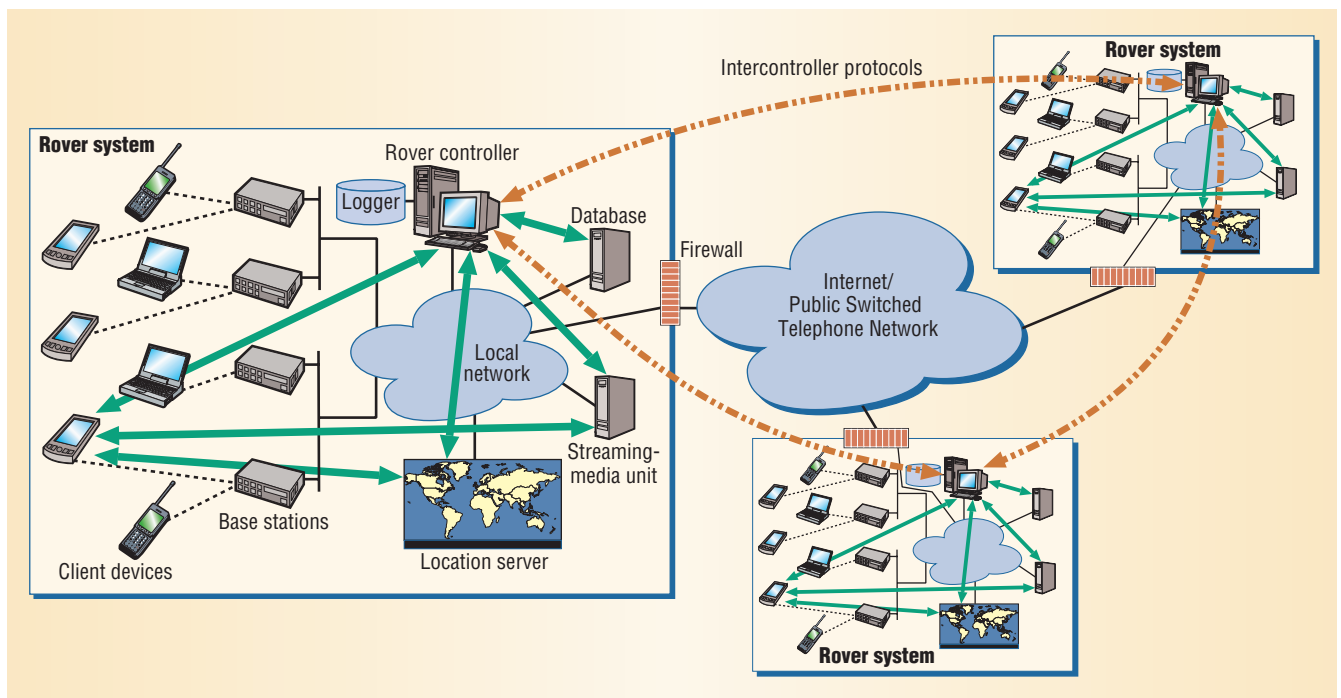 Rover system
Intercontroller protocols
Rover system
Rover controller
Logger
Database
Firewall
Internet/
Public Switched
Telephone Network
Local
network
Streaming-
media unit
Base stations
Location server
Client devices
Rover system